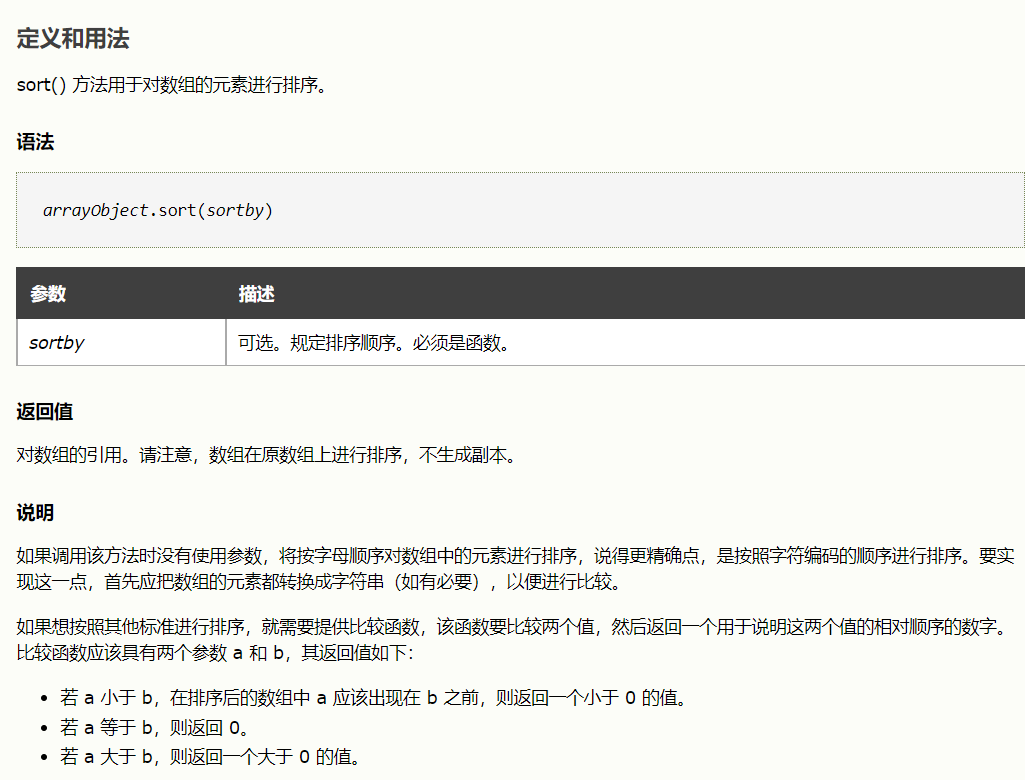 定义和用法
sort() 方法用于对数组的元素进行排序。
语法
arrayObject.sort(sortby)
参数 描述
sortby 可选。规定排序顺序。必须是函数。
返回值
对数组的引用。请注意，数组在原数组上进行排序，不生成副本。
说明
如果调用该方法时没有使用参数，将按字母顺序对数组中的元素进行排序，说得更精确点，是按照字符编码的顺序进行排序。要实
现这一点，首先应把数组的元素都转换成字符串（如有必要），以便进行比较。
如果想按照其他标准进行排序，就需要提供比较函数，该函数要比较两个值，然后返回一个用于说明这两个值的相对顺序的数字。
比较函数应该具有两个参数 a 和 b，其返回值如下：
• 若 a 小于 b，在排序后的数组中 a 应该出现在 b 之前，则返回一个小于 0 的值。
• 若 a 等于 b，则返回 0。
• 若 a 大于 b，则返回一个大于 0 的值。